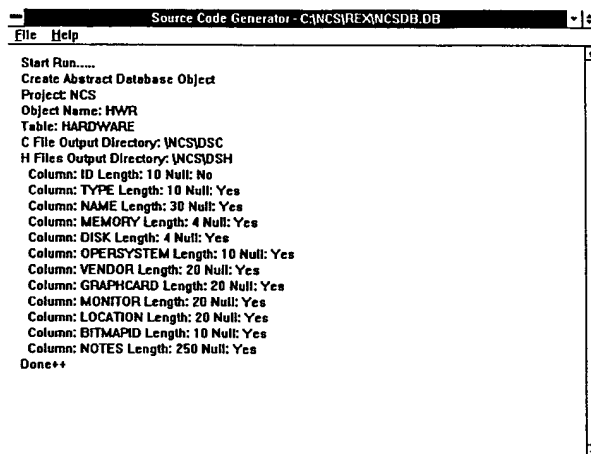 Source Code Generator - C:\NCS\REX\NCSDB.DB
File Help
Start Run.....
Create Abstract Database Object
Project: NCS
Object Name: HWR
Table: HARDWARE
C File Output Directory: \NCS\DSC
H Files Output Directory: \NCS\DSH
Column: ID Length: 10 Null: No
Column: TYPE Length: 10 Null: Yes
Column: NAME Length: 30 Null: Yes
Column: MEMORY Length: 4 Null: Yes
Column: DISK Length: 4 Null: Yes
Column: OPERSYSTEM Length: 10 Null: Yes
Column: VENDOR Length: 20 Null: Yes
Column: GRAPHCARD Length: 20 Null: Yes
Column: MONITOR Length: 20 Null: Yes
Column: LOCATION Length: 20 Null: Yes
Column: BITMAPID Length: 10 Null: Yes
Column: NOTES Length: 250 Null: Yes
Done++